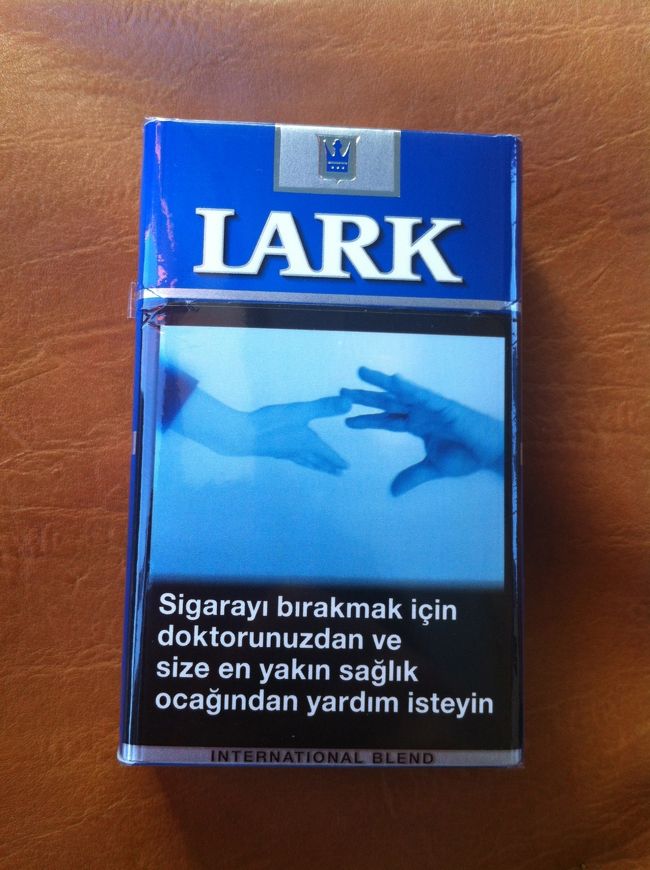 LARK
Sigarayı bırakmak için
doktorunuzdan ve
size en yakın sağlık
ocağından yardım isteyin
INTERNATIONAL BLEND